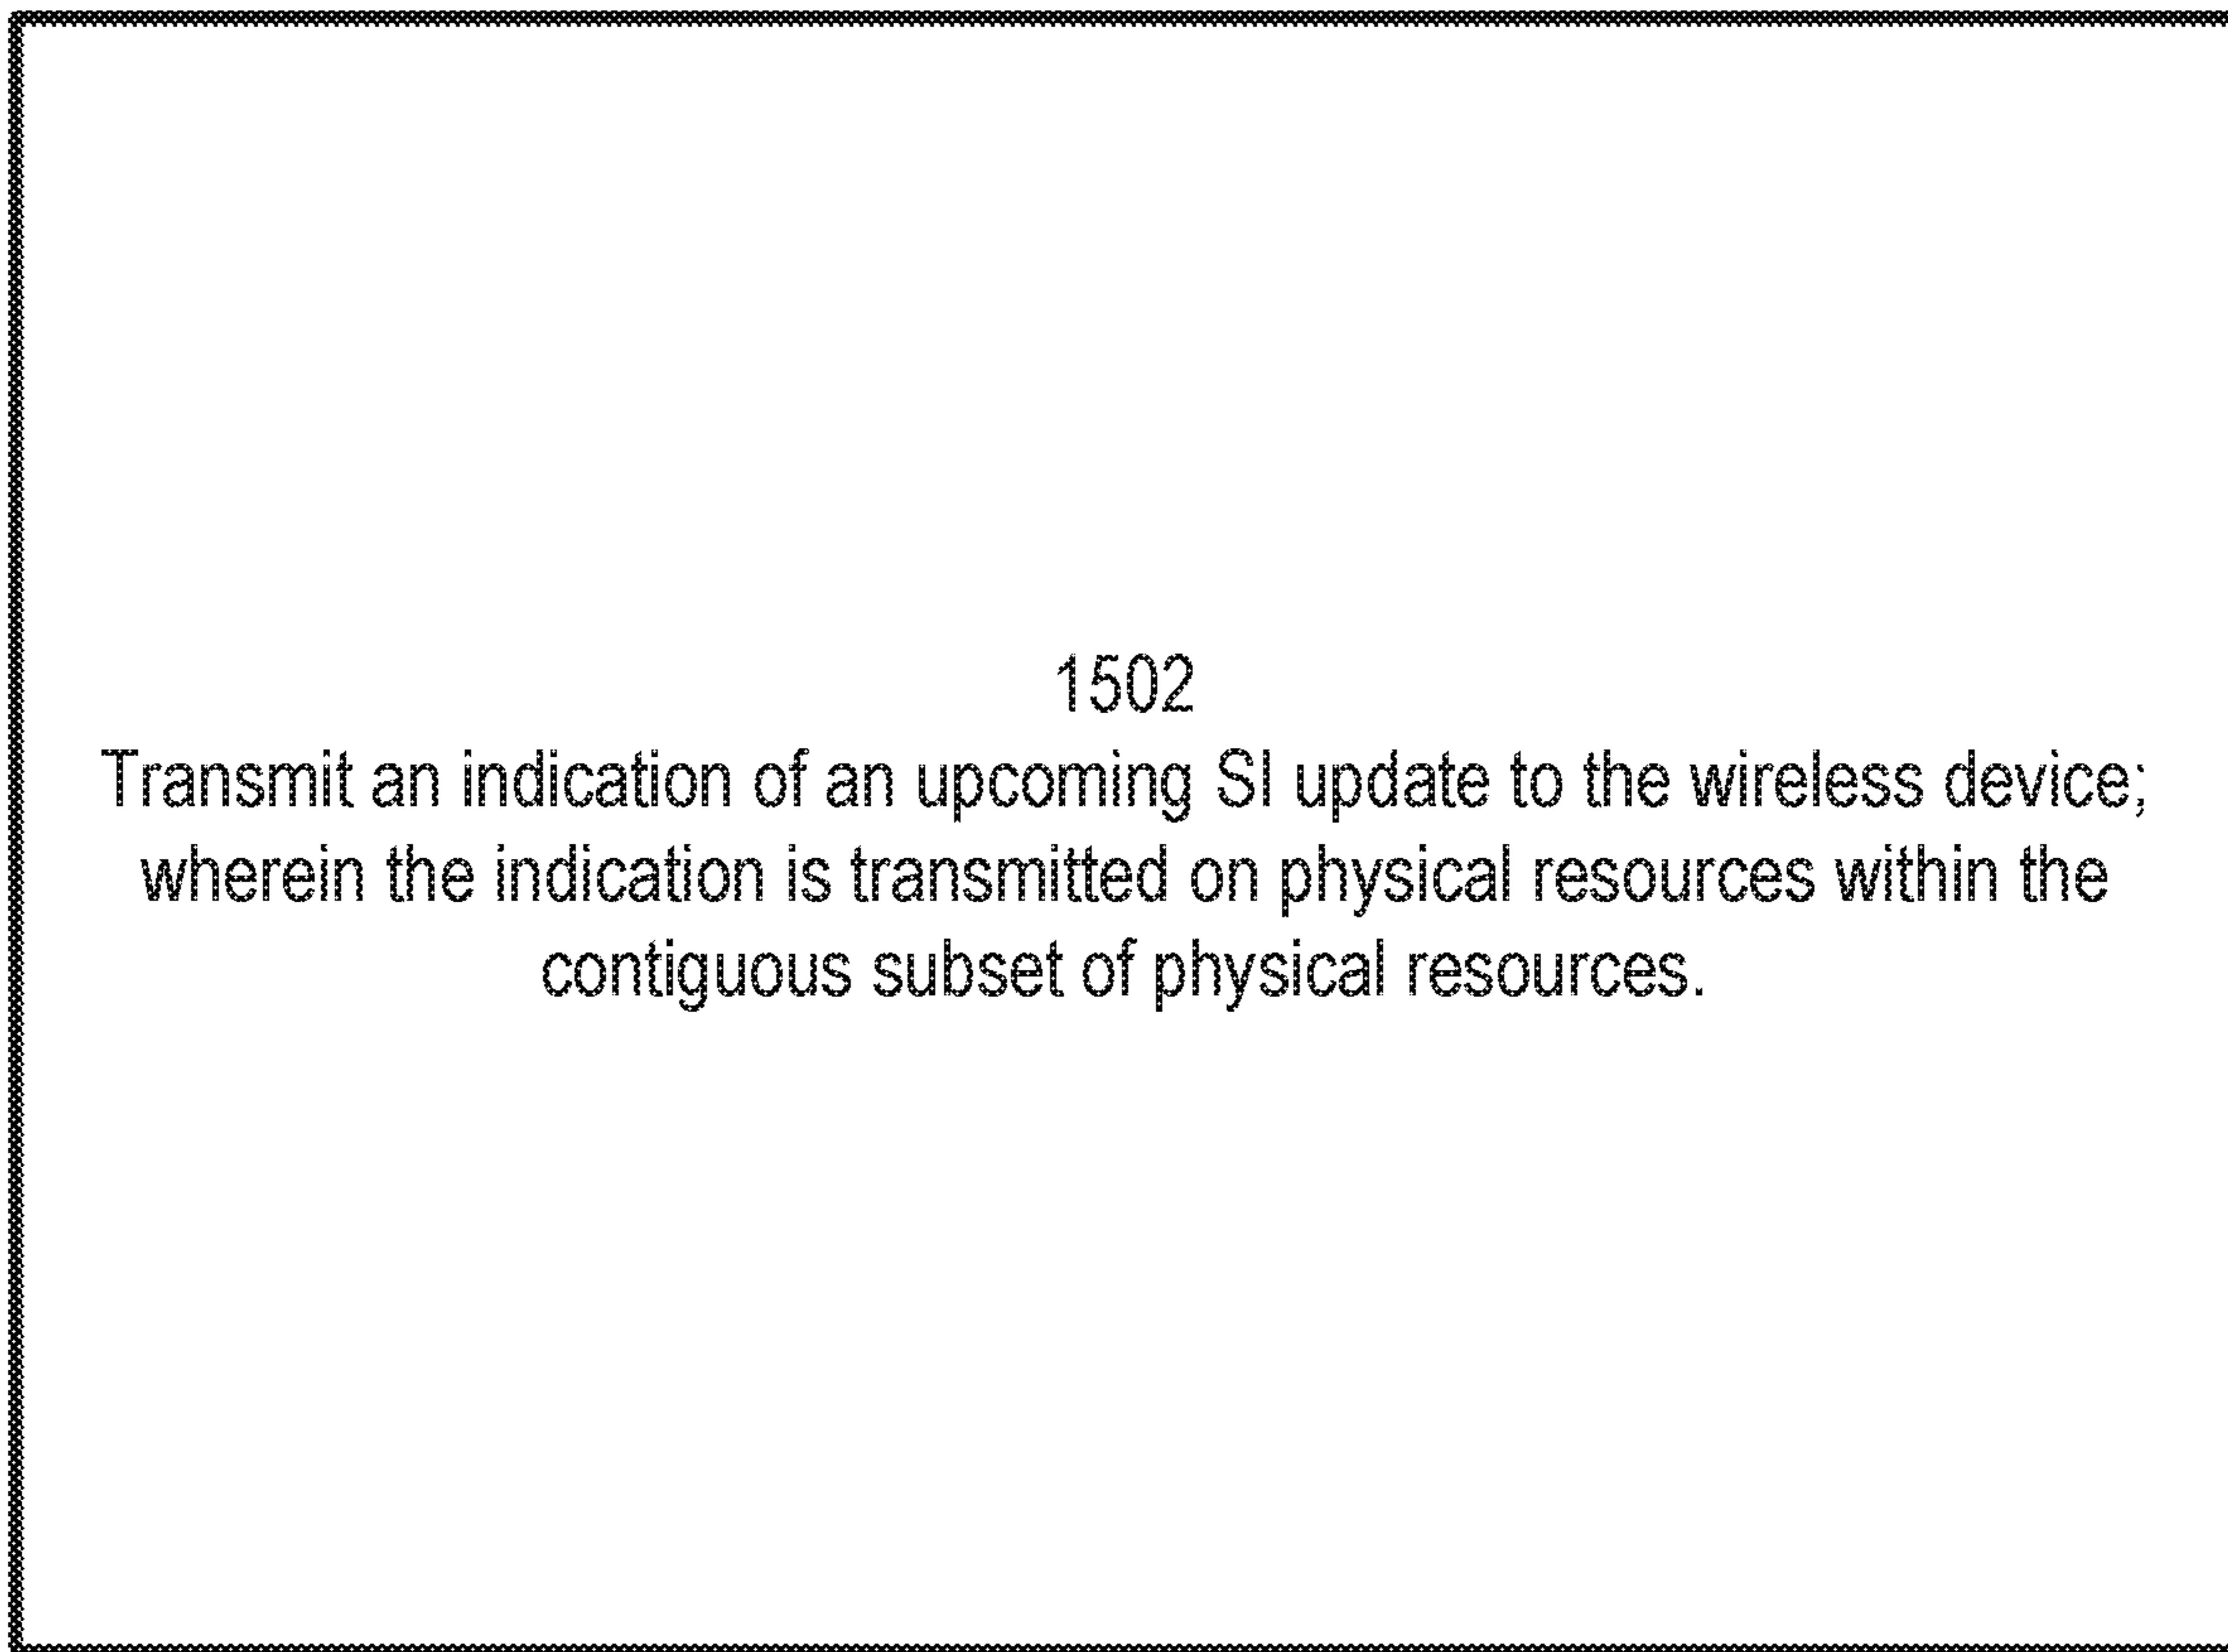 1502
Transmit an indication of an upcoming SI update to the wireless device;
wherein the indication is transmitted on physical resources within the
contiguous subset of physical resources.